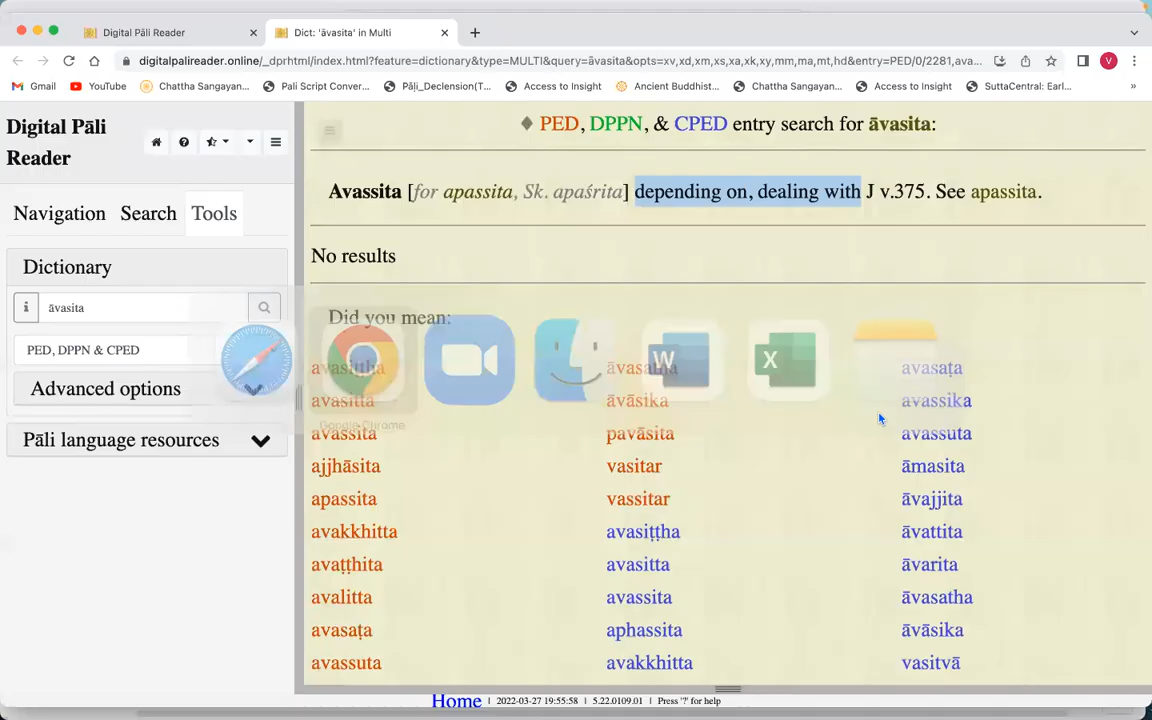 Digital Pāli Reader
Dict: 'āvasita' in Multi
digitalpalireader.online/_dprhtml/index.html?feature=dictionary&type=MULTI&query=āvasita&opts=xv,xd,xm,xs,xa,xk,xy,mm,ma,mt,hd&entry=PED/0/2281,ava...
Gmail YouTube Chattha Sangayan... Pali Script Conver... Pāḷi_Declension(T... Access to Insight Ancient Buddhist... Chattha Sangayan... Access to Insight SuttaCentral: Earl...
Digital Pāli
Reader
Navigation Search Tools
Dictionary
āvasita
PED, DPPN & CPED
Advanced options
Pāli language resources
♦ PED, DPPN, & CPED entry search for āvasita:
Avassita [for apassita, Sk. apaśrita] depending on, dealing with J v.375. See apassita.
No results
Did you mean:
avasiṭṭha
avasitta
avassita
ajjhāsita
apassita
avakkhitta
avaṭṭhita
avalitta
avasaṭa
avassuta
āvasatha
āvāsika
pavāsita
vasitar
vassitar
avasiṭṭha
avasitta
avassita
aphassita
avakkhitta
avasaṭa
avassika
avassuta
āmasita
āvajjita
āvattita
āvarita
āvasatha
āvāsika
vasitvā
Google Chrome
Home | 2022-03-27 19:55:58 | 5.22.0109.01 | Press '?' for help